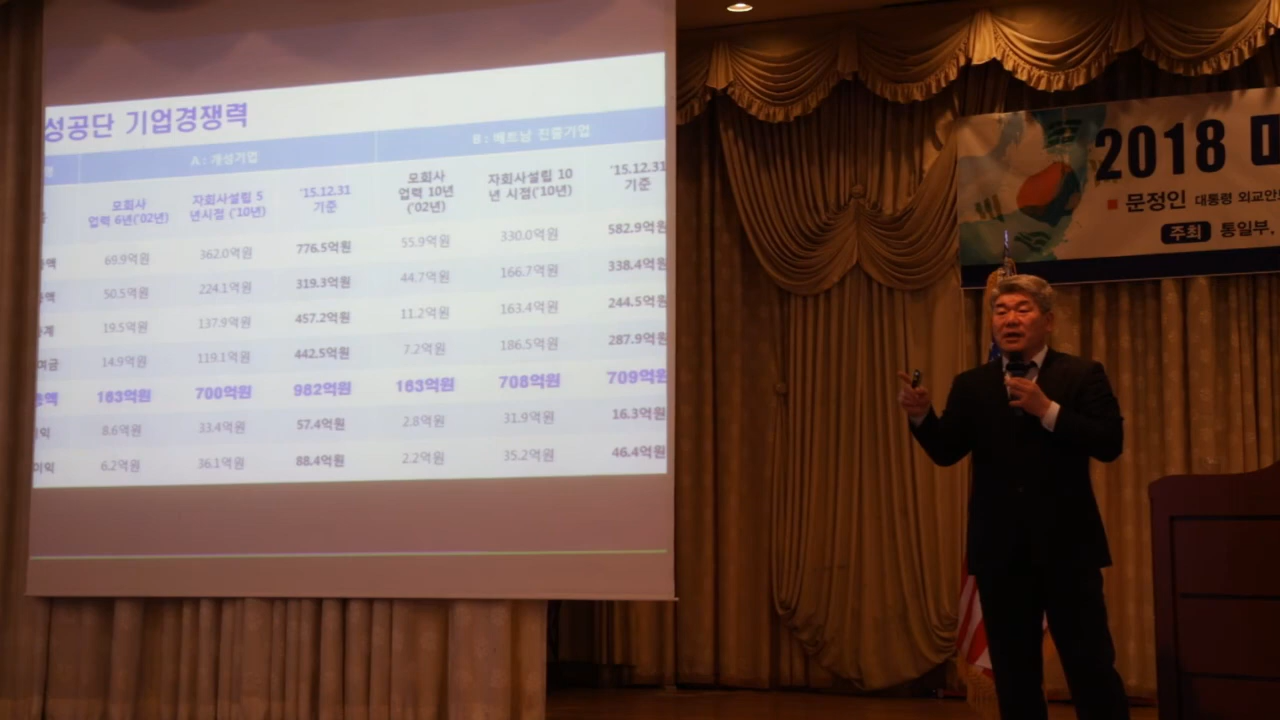 성공단 기업경쟁력
A : 개성기업 B : 베트남 진출기업
모회사 업력 6년('02년) 자회사설립 5년시점 ('10년) '15.12.31 기준 모회사 업력 10년 ('02년) 자회사설립 10년 시점('10년) '15.12.31 기준
69.9억원 362.0억원 776.5억원 55.9억원 330.0억원 582.9억원
50.5억원 224.1억원 319.3억원 44.7억원 166.7억원 338.4억원
19.5억원 137.9억원 457.2억원 11.2억원 163.4억원 244.5억원
14.9억원 119.1억원 442.5억원 7.2억원 186.5억원 287.9억원
163억원 700억원 982억원 163억원 708억원 709억원
8.6억원 33.4억원 57.4억원 2.8억원 31.9억원 16.3억원
이익 6.2억원 36.1억원 88.4억원 2.2억원 35.2억원 46.4억원
2018
문정인 대통령 외교안
주최 통일부,